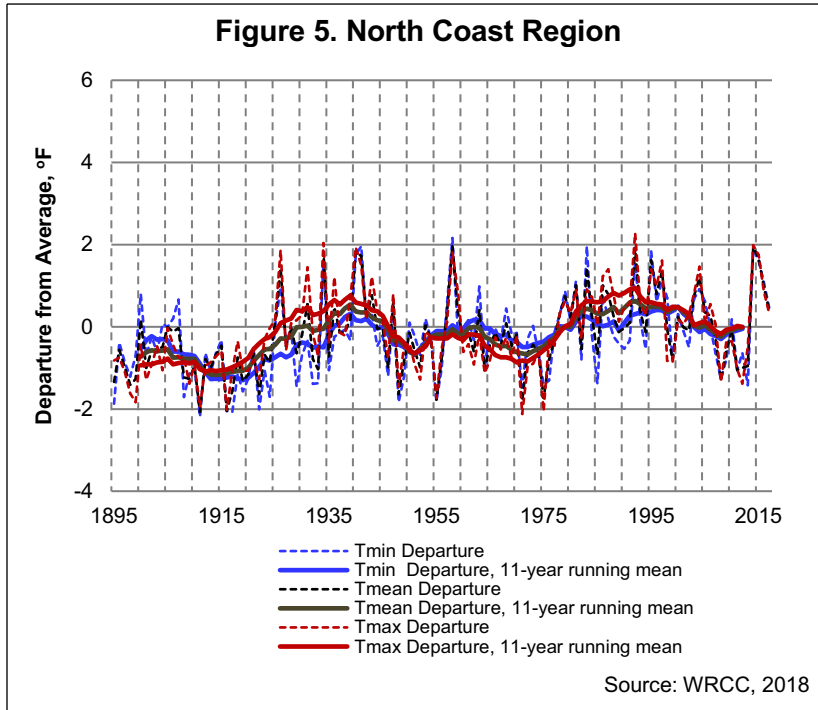 Figure 5. North Coast Region
Departure from Average, ºF
6
4
2
0
-2
-4
1895 1915 1935 1955 1975 1995 2015
Tmin Departure
Tmin Departure, 11-year running mean
Tmean Departure
Tmean Departure, 11-year running mean
Tmax Departure
Tmax Departure, 11-year running mean
Source: WRCC, 2018